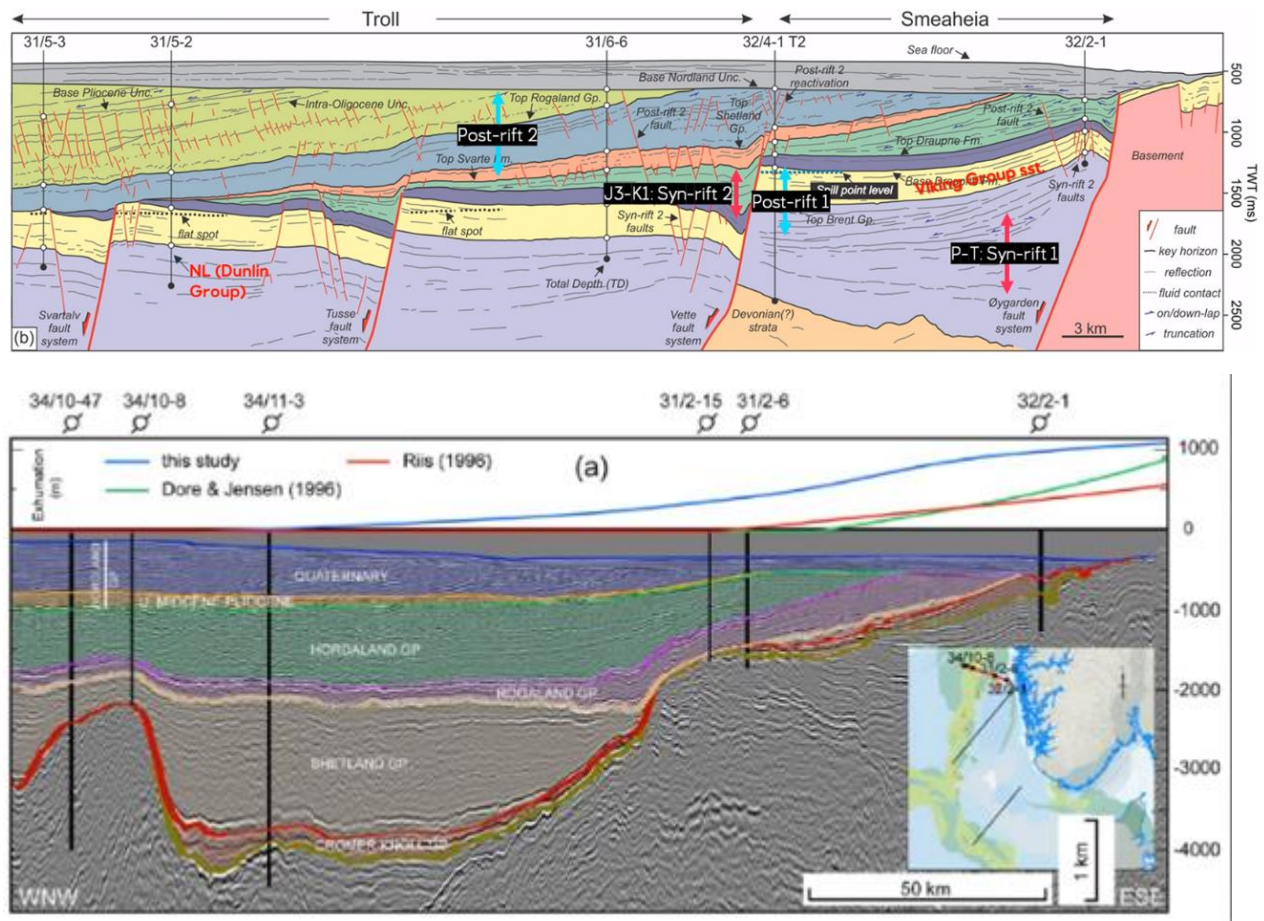 Troll
Smeaheia
31/5-3
31/5-2
31/6-6
32/4-1 T2
32/2-1
Sea floor
Base Pliocene Unc.
Intra-Oligocene Unc.
Top Rogaland Gp.
Base Nordland Unc.
Post-rift 2
reactivation
Post-rift 2
fault
Top
Shetland
Gp.
Post-rift 2
fault
Post-rift 2
Top Svarte Fm.
Top Draupne Fm.
Basement
J3-K1: Syn-rift 2
Post-rift 1
Spill point level
Base Draupne Fm.
Viking Group sst.
Syn-rift 2
faults
flat spot
flat spot
Syn-rift 2
faults
Top Brent Gp.
P-T: Syn-rift 1
NL (Dunlin
Group)
Total Depth (TD)
Svartalv
fault
system
Tusse
fault
system
Vette
fault
system
Devonian(?)
strata
Øygarden
fault
system
3 km
(b)
fault
key horizon
reflection
fluid contact
on/down-lap
truncation
500
1000
1500
2000
2500
TWT (ms)
34/10-47
34/10-8
34/11-3
31/2-15
31/2-6
32/2-1
Exhumation
(m)
this study
Riis (1996)
Dore & Jensen (1996)
(a)
1000
0
-1000
-2000
-3000
-4000
QUATERNARY
U. MIOCENE-PLIOCENE
HORDALAND GP
ROGALAND GP
SHETLAND GP
CROMER KNOLL GP
34/10-8
WNW
ESE
50 km
1 km